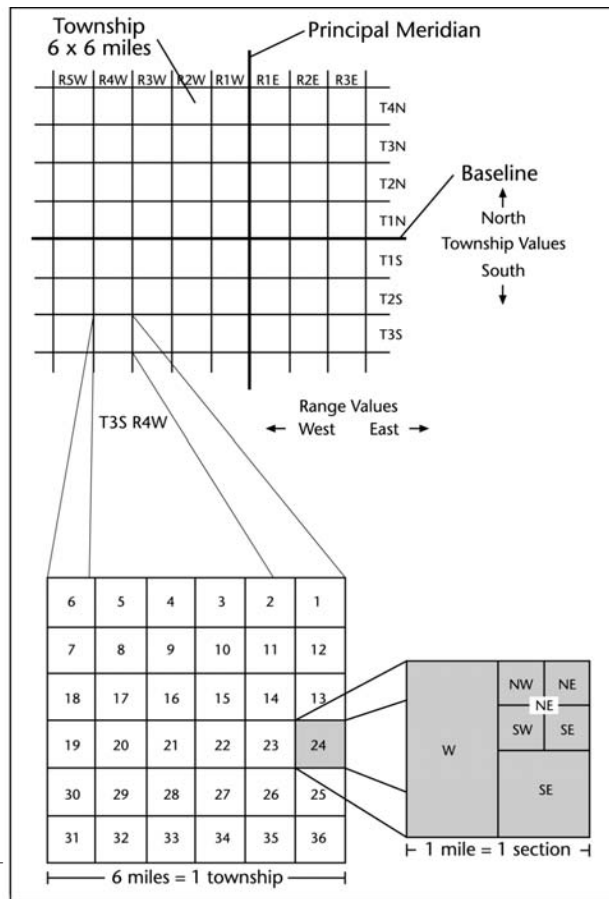 Township
6 x 6 miles
Principal Meridian
R5W R4W R3W R2W R1W R1E R2E R3E
T4N
T3N
T2N
T1N
T1S
T2S
T3S
Baseline
North
Township Values
South
Range Values
West East
T3S R4W
6 5 4 3 2 1
7 8 9 10 11 12
18 17 16 15 14 13
19 20 21 22 23 24
30 29 28 27 26 25
31 32 33 34 35 36
6 miles = 1 township
W
NW NE
NE
SW SE
SE
1 mile = 1 section